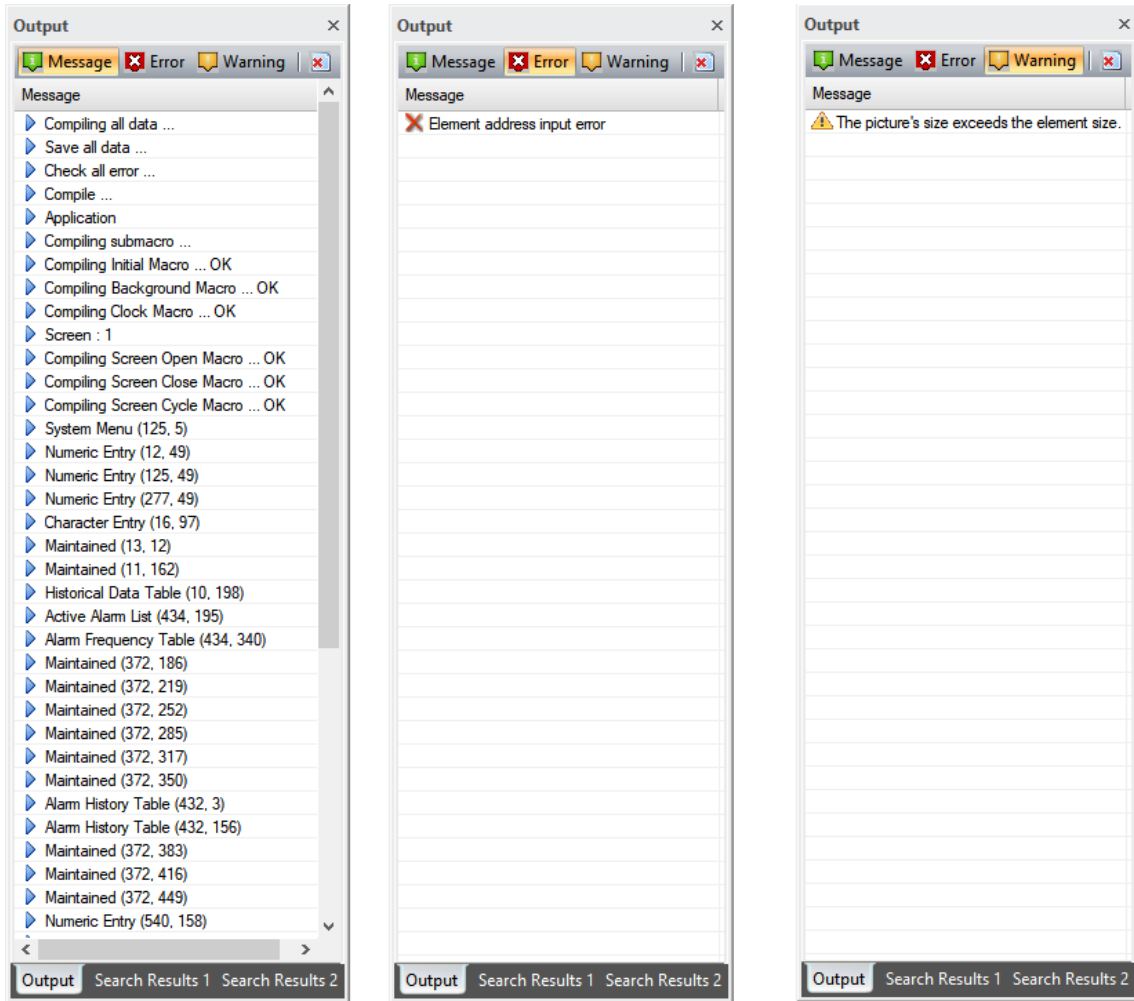 Output
Message Error Warning
Message
Compiling all data ...
Save all data ...
Check all error ...
Compile ...
Application
Compiling submacro ...
Compiling Initial Macro ... OK
Compiling Background Macro ... OK
Compiling Clock Macro ... OK
Screen : 1
Compiling Screen Open Macro ... OK
Compiling Screen Close Macro ... OK
Compiling Screen Cycle Macro ... OK
System Menu (125, 5)
Numeric Entry (12, 49)
Numeric Entry (125, 49)
Numeric Entry (277, 49)
Character Entry (16, 97)
Maintained (13, 12)
Maintained (11, 162)
Historical Data Table (10, 198)
Active Alarm List (434, 195)
Alarm Frequency Table (434, 340)
Maintained (372, 186)
Maintained (372, 219)
Maintained (372, 252)
Maintained (372, 285)
Maintained (372, 317)
Maintained (372, 350)
Alarm History Table (432, 3)
Alarm History Table (432, 156)
Maintained (372, 383)
Maintained (372, 416)
Maintained (372, 449)
Numeric Entry (540, 158)
Output Search Results 1 Search Results 2
Output
Message Error Warning
Message
Element address input error
Output Search Results 1 Search Results 2
Output
Message Error Warning
Message
The picture's size exceeds the element size.
Output Search Results 1 Search Results 2